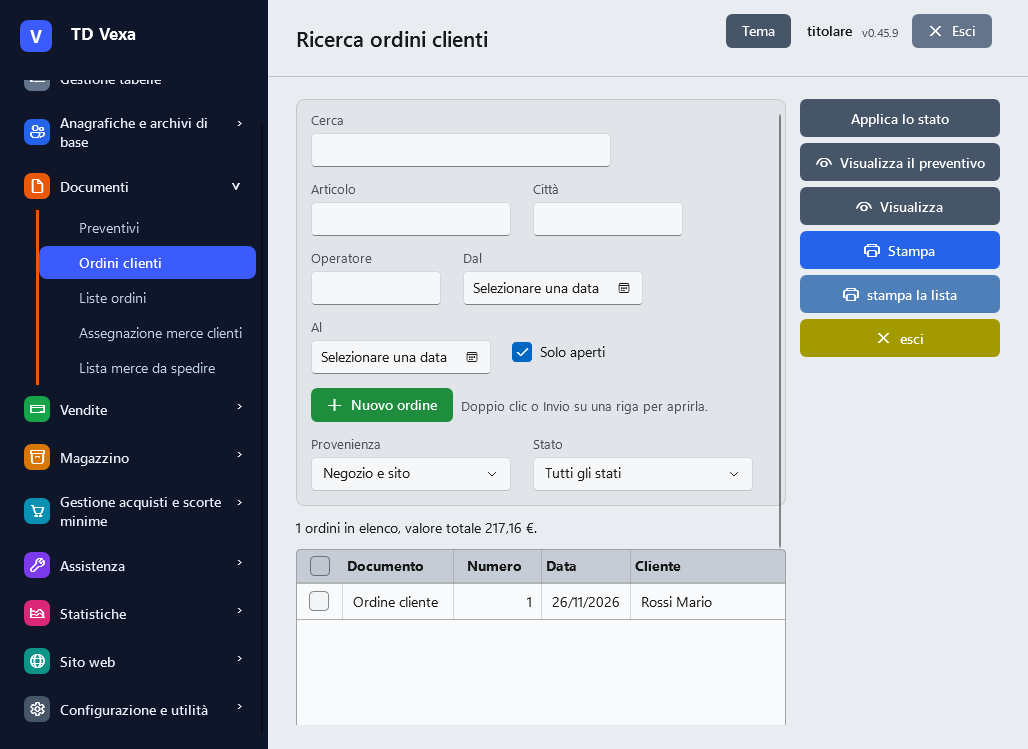 V
TD Vexa
Gestione tabelle
Anagrafiche e archivi di
base
Documenti
Preventivi
Ordini clienti
Liste ordini
Assegnazione merce clienti
Lista merce da spedire
Vendite
Magazzino
Gestione acquisti e scorte
minime
Assistenza
Statistiche
Sito web
Configurazione e utilità
Ricerca ordini clienti
Tema
titolare
v0.45.9
Esci
Cerca
Articolo
Città
Operatore
Dal
Selezionare una data
Al
Selezionare una data
Solo aperti
Nuovo ordine
Doppio clic o Invio su una riga per aprirla.
Provenienza
Stato
Negozio e sito
Tutti gli stati
1 ordini in elenco, valore totale 217,16 €.
Documento Numero Data Cliente
Ordine cliente 1 26/11/2026 Rossi Mario
Applica lo stato
Visualizza il preventivo
Visualizza
Stampa
stampa la lista
esci